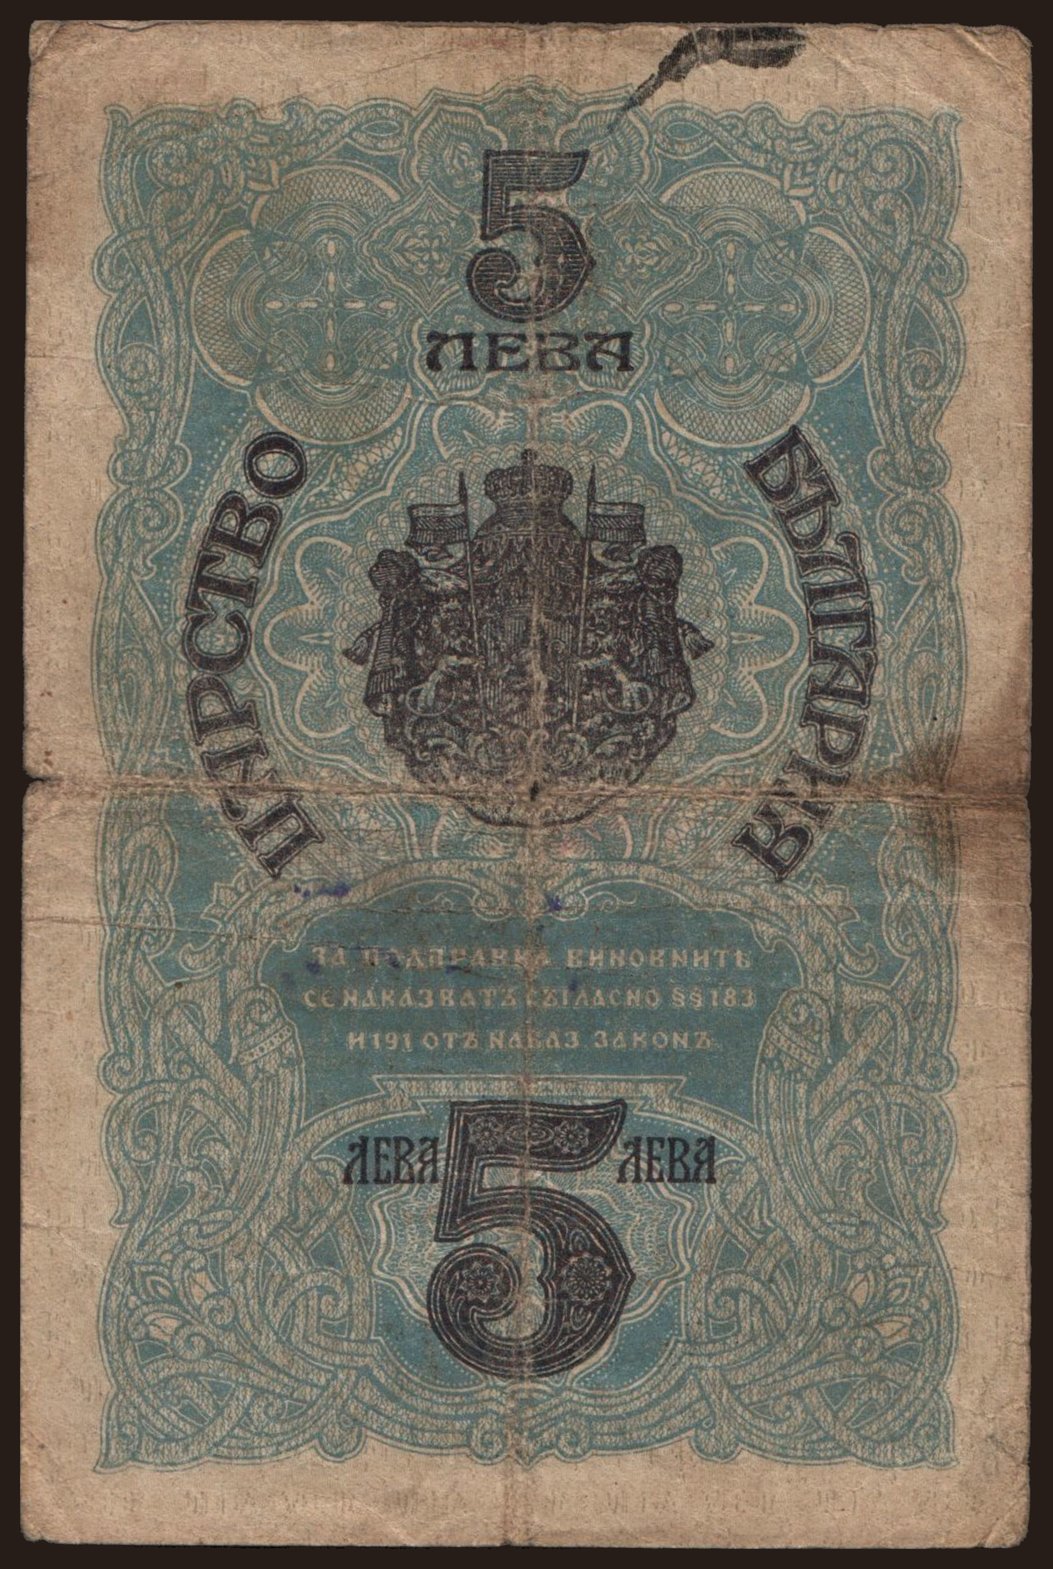 5
ЛЕВА
ЦАРСТВО
БЪЛГАРИЯ
ЗА ПОДПРАВКА ВИНОВНИТѢ
СЕ НАКАЗВАТЪ СЪГЛАСНО §§ 183
И 191 ОТЪ НАКАЗ ЗАКОНЪ
ЛЕВА 5 ЛЕВА